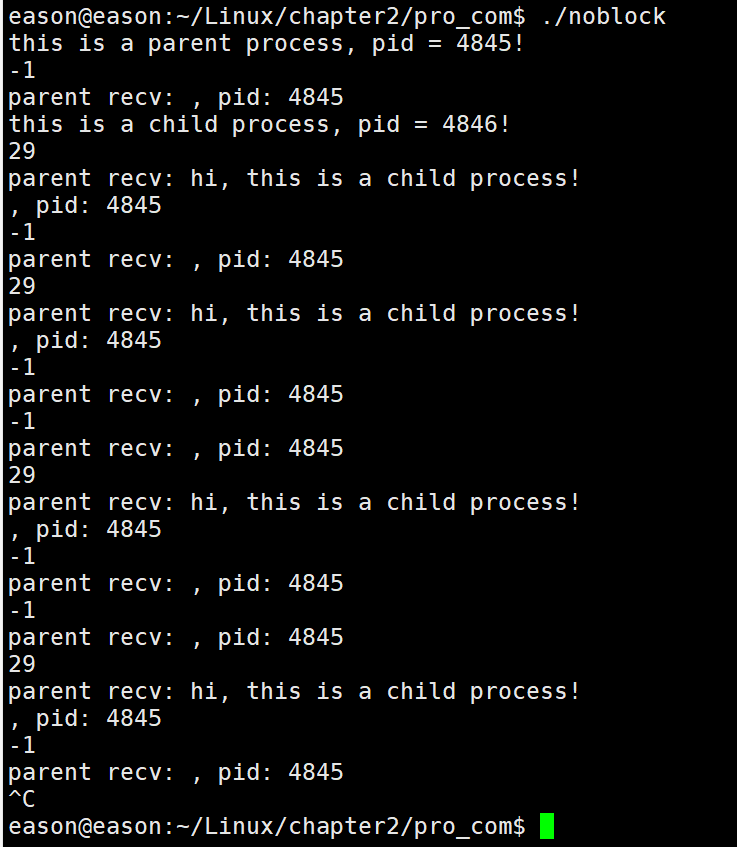 eason@eason:~/Linux/chapter2/pro_com$ ./noblock
this is a parent process, pid = 4845!
-1
parent recv: , pid: 4845
this is a child process, pid = 4846!
29
parent recv: hi, this is a child process!
, pid: 4845
-1
parent recv: , pid: 4845
29
parent recv: hi, this is a child process!
, pid: 4845
-1
parent recv: , pid: 4845
-1
parent recv: , pid: 4845
29
parent recv: hi, this is a child process!
, pid: 4845
-1
parent recv: , pid: 4845
-1
parent recv: , pid: 4845
29
parent recv: hi, this is a child process!
, pid: 4845
-1
parent recv: , pid: 4845
^C
eason@eason:~/Linux/chapter2/pro_com$